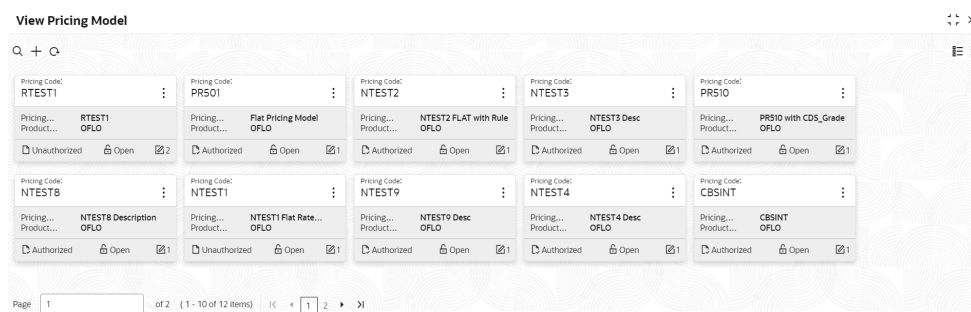 View Pricing Model
Pricing Code:
RTEST1
Pricing... RTEST1
Product... OFLO
Unauthorized Open 2
Pricing Code:
PR501
Pricing... Flat Pricing Model
Product... OFLO
Authorized Open 1
Pricing Code:
NTEST2
Pricing... NTEST2 FLAT with Rule
Product... OFLO
Authorized Open 1
Pricing Code:
NTEST3
Pricing... NTEST3 Desc
Product... OFLO
Authorized Open 1
Pricing Code:
PR510
Pricing... PR510 with CDS_Grade
Product... OFLO
Authorized Open 1
Pricing Code:
NTEST8
Pricing... NTEST8 Description
Product... OFLO
Authorized Open 1
Pricing Code:
NTEST1
Pricing... NTEST1 Flat Rate...
Product... OFLO
Unauthorized Open 1
Pricing Code:
NTEST9
Pricing... NTEST9 Desc
Product... OFLO
Authorized Open 1
Pricing Code:
NTEST4
Pricing... NTEST4 Desc
Product... OFLO
Authorized Open 1
Pricing Code:
CBSINT
Pricing... CBSINT
Product... OFLO
Authorized Open 1
Page 1 of 2 (1 - 10 of 12 items) 1 2